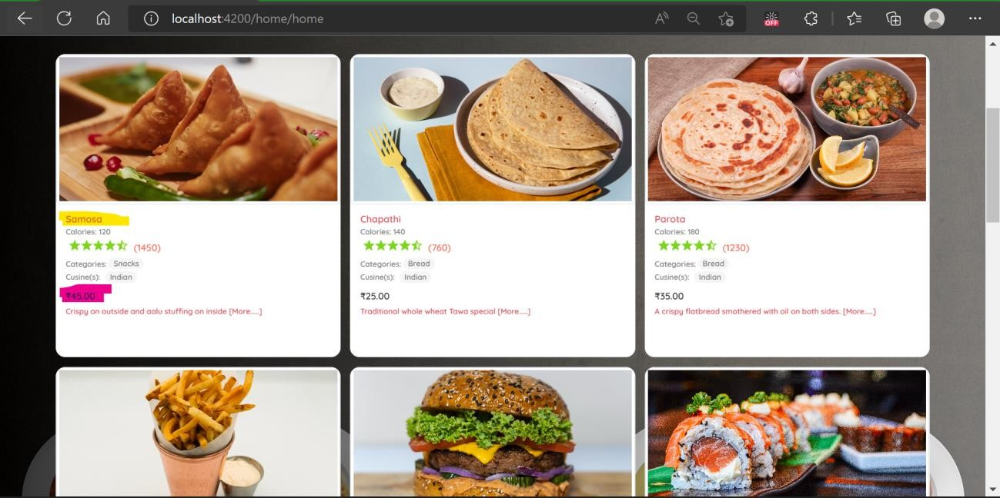 localhost:4200/home/home
OFF
Samosa
Calories: 120
(1450)
Categories: Snacks
Cusine(s): Indian
₹45.00
Crispy on outside and aalu stuffing on inside [More.....]
Chapathi
Calories: 140
(760)
Categories: Bread
Cusine(s): Indian
₹25.00
Traditional whole wheat Tawa special [More.....]
Parota
Calories: 180
(1230)
Categories: Bread
Cusine(s): Indian
₹35.00
A crispy flatbread smothered with oil on both sides. [More.....]